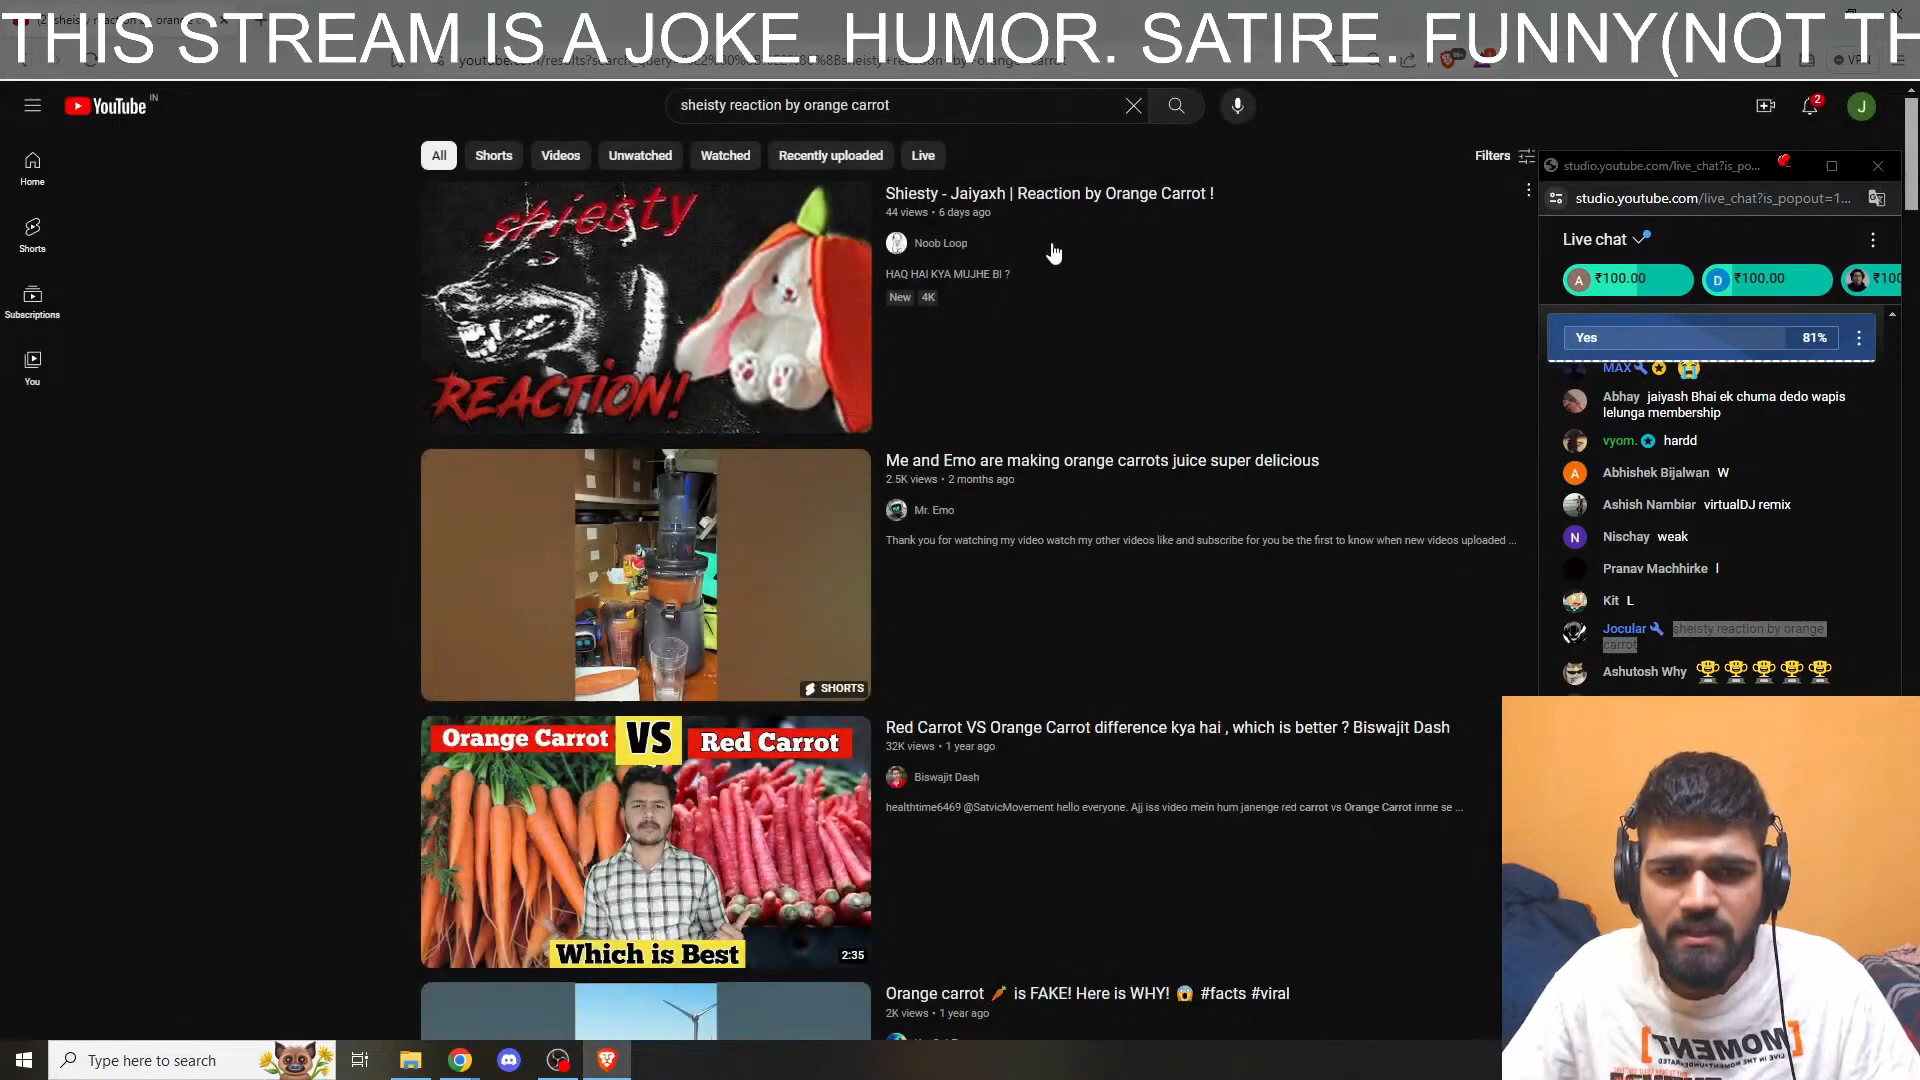 THIS STREAM IS A JOKE. HUMOR. SATIRE. FUNNY(NOT TH
YouTube IN
sheisty reaction by orange carrot
2
J
All
Shorts
Videos
Unwatched
Watched
Recently uploaded
Live
Filters
Home
Shorts
Subscriptions
You
shiesty
REACTION!
Shiesty - Jaiyaxh | Reaction by Orange Carrot !
44 views • 6 days ago
Noob Loop
HAQ HAI KYA MUJHE BI ?
New
4K
SHORTS
Me and Emo are making orange carrots juice super delicious
2.5K views • 2 months ago
Mr. Emo
Thank you for watching my video watch my other videos like and subscribe for you be the first to know when new videos uploaded ...
Orange Carrot VS Red Carrot
Which is Best
2:35
Red Carrot VS Orange Carrot difference kya hai , which is better ? Biswajit Dash
32K views • 1 year ago
Biswajit Dash
healthtime6469 @SatvicMovement hello everyone. Ajj iss video mein hum janenge red carrot vs Orange Carrot inme se ...
Orange carrot 🥕 is FAKE! Here is WHY! 😱 #facts #viral
2K views • 1 year ago
studio.youtube.com/live_chat?is_po...
studio.youtube.com/live_chat?is_popout=1...
Live chat
A ₹100.00
D ₹100.00
₹100
Yes 81%
MAX 😭
Abhay jaiyash Bhai ek chuma dedo wapis
lelunga membership
vyom. hardd
A Abhishek Bijalwan W
Ashish Nambiar virtualDJ remix
N Nischay weak
Pranav Machhirke l
Kit L
Jocular sheisty reaction by orange
carrot
Ashutosh Why 🏆🏆🏆🏆🏆
MOMENT
Type here to search